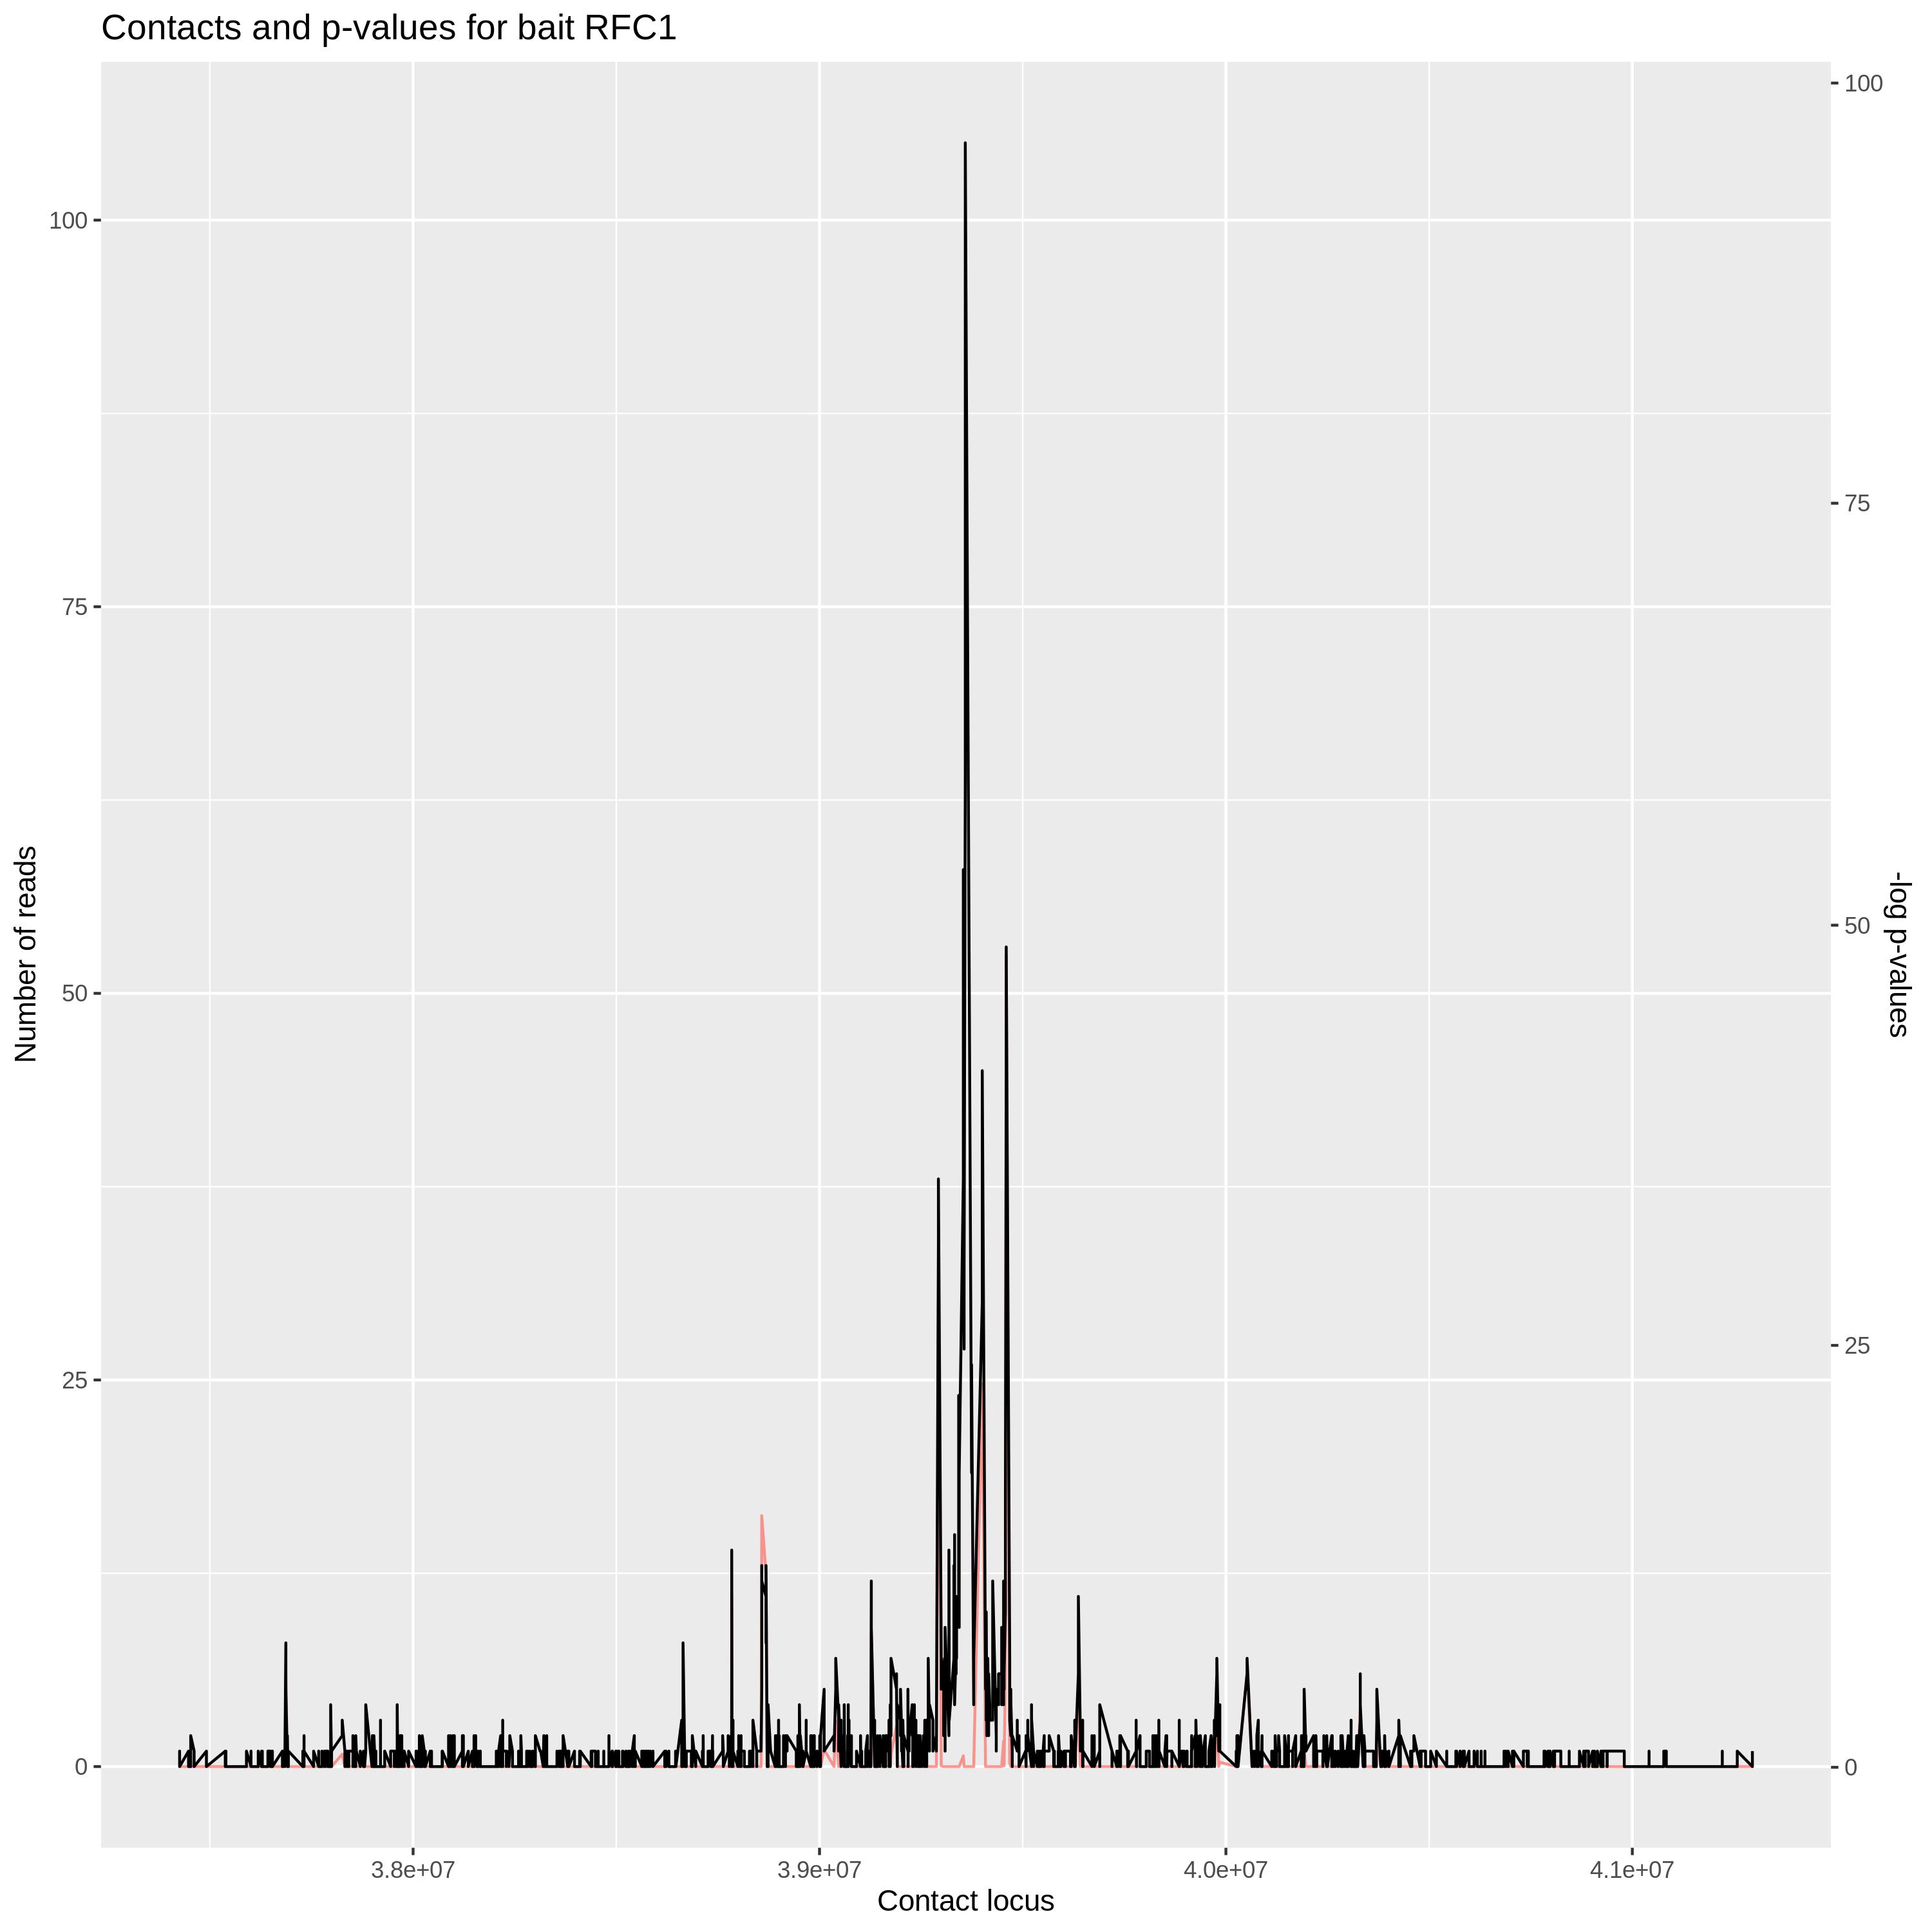 Contacts and p-values for bait RFC1
100
75
50
25
0
Number of reads
100
75
50
25
0
-log p-values
3.8e+07
3.9e+07
4.0e+07
4.1e+07
Contact locus